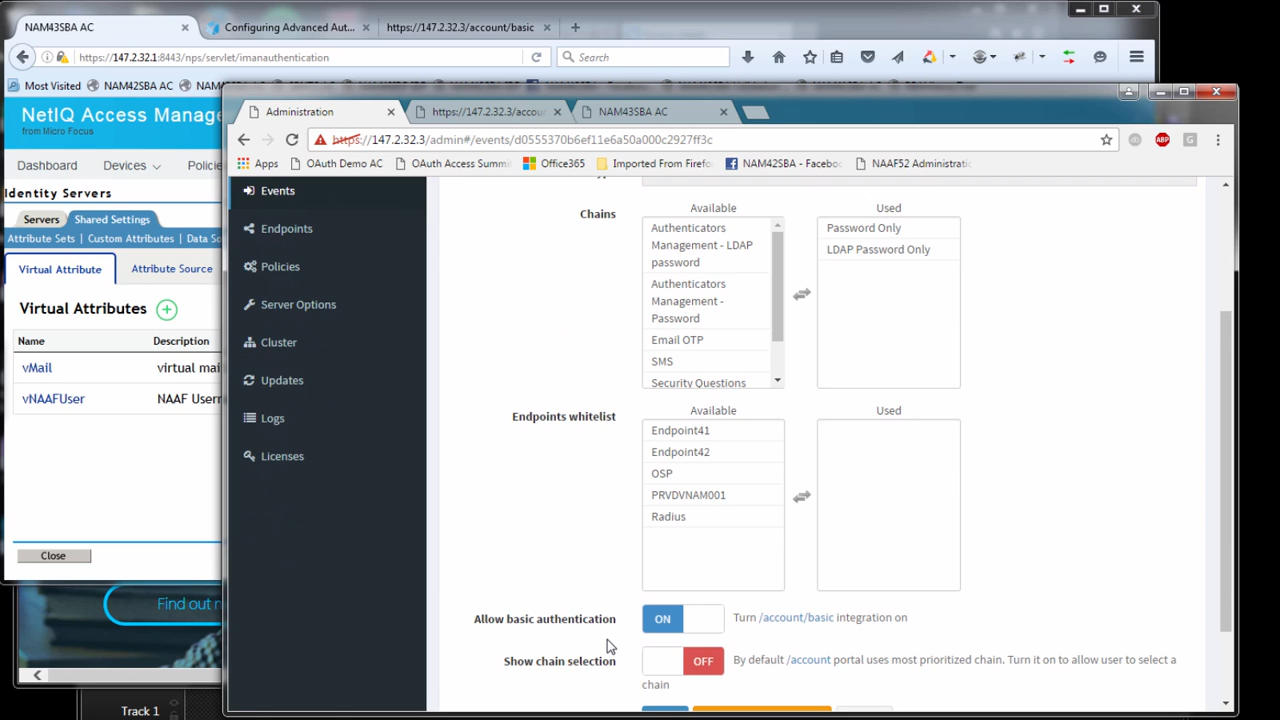 NAM43SBA AC
Configuring Advanced Aut...
https://147.2.32.3/account/basic
https://147.2.32.1:8443/nps/servlet/imanauthentication
Search
Most Visited
NAM42SBA AC
NetIQ Access Manage
from Micro Focus
Dashboard
Devices
Policie
Identity Servers
Servers
Shared Settings
Attribute Sets
Custom Attributes
Data So
Virtual Attribute
Attribute Source
Virtual Attributes
Name
Description
vMail
virtual mai
vNAAFUser
NAAF Usern
Close
Find out
Track 1
Administration
https://147.2.32.3/accou
NAM43SBA AC
https://147.2.32.3/admin#/events/d0555370b6ef11e6a50a000c2927ff3c
Apps
OAuth Demo AC
OAuth Access Summi
Office365
Imported From Firefo
NAM42SBA - Faceboo
NAAF52 Administratio
Events
Endpoints
Policies
Server Options
Cluster
Updates
Logs
Licenses
Chains
Available
Used
Authenticators
Management - LDAP
password
Authenticators
Management -
Password
Email OTP
SMS
Security Questions
Password Only
LDAP Password Only
Endpoints whitelist
Available
Used
Endpoint41
Endpoint42
OSP
PRVDVNAM001
Radius
Allow basic authentication
ON
Turn /account/basic integration on
Show chain selection
OFF
By default /account portal uses most prioritized chain. Turn it on to allow user to select a
chain